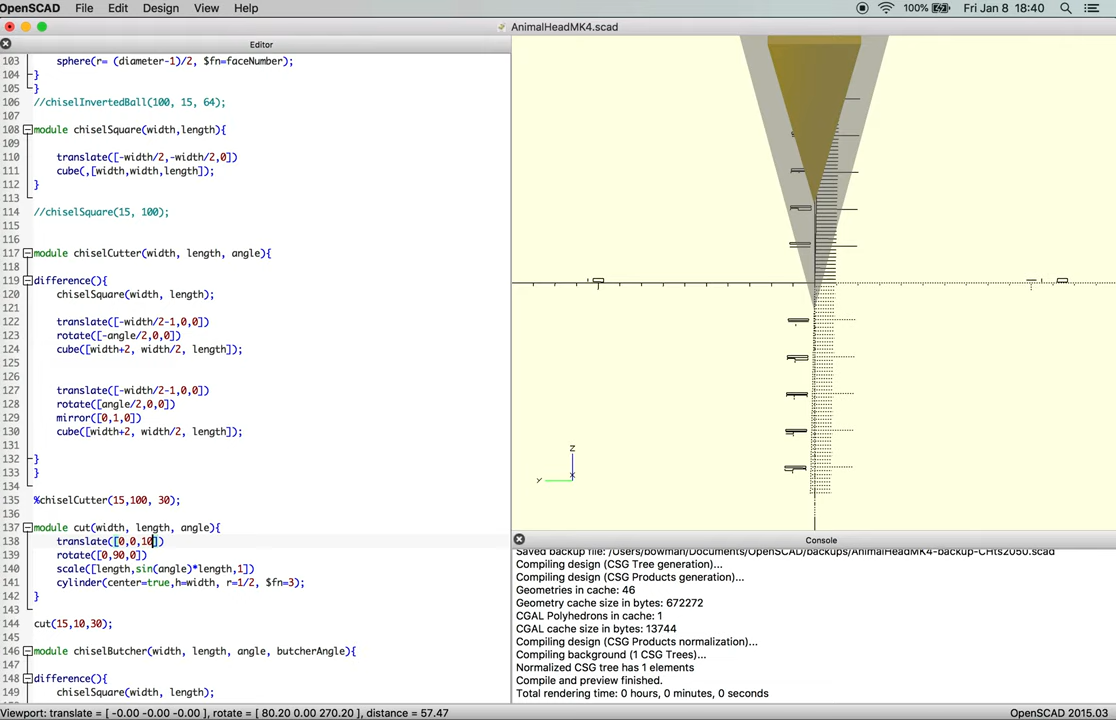 OpenSCAD File Edit Design View Help 100% Fri Jan 8 18:40
AnimalHeadMK4.scad
Editor
103 sphere(r= (diameter-1)/2, $fn=faceNumber);
104 }
105 }
106 //chiselInvertedBall(100, 15, 64);
107
108 module chiselSquare(width,length){
109
110 translate([-width/2,-width/2,0])
111 cube(,[width,width,length]);
112 }
113
114 //chiselSquare(15, 100);
115
116
117 module chiselCutter(width, length, angle){
118
119 difference(){
120 chiselSquare(width, length);
121
122 translate([-width/2-1,0,0])
123 rotate([-angle/2,0,0])
124 cube([width+2, width/2, length]);
125
126
127 translate([-width/2-1,0,0])
128 rotate([angle/2,0,0])
129 mirror([0,1,0])
130 cube([width+2, width/2, length]);
131
132 }
133 }
134
135 %chiselCutter(15,100, 30);
136
137 module cut(width, length, angle){
138 translate([0,0,10])
139 rotate([0,90,0])
140 scale([length,sin(angle)*length,1])
141 cylinder(center=true,h=width, r=1/2, $fn=3);
142 }
143
144 cut(15,10,30);
145
146 module chiselButcher(width, length, angle, butcherAngle){
147
148 difference(){
149 chiselSquare(width, length);
Z
Y
X
Console
Saved backup file: /Users/bowman/Documents/OpenSCAD/backups/AnimalHeadMK4-backup-CHts2050.scad
Compiling design (CSG Tree generation)...
Compiling design (CSG Products generation)...
Geometries in cache: 46
Geometry cache size in bytes: 672272
CGAL Polyhedrons in cache: 1
CGAL cache size in bytes: 13744
Compiling design (CSG Products normalization)...
Compiling background (1 CSG Trees)...
Normalized CSG tree has 1 elements
Compile and preview finished.
Total rendering time: 0 hours, 0 minutes, 0 seconds
Viewport: translate = [ -0.00 -0.00 -0.00 ], rotate = [ 80.20 0.00 270.20 ], distance = 57.47 OpenSCAD 2015.03